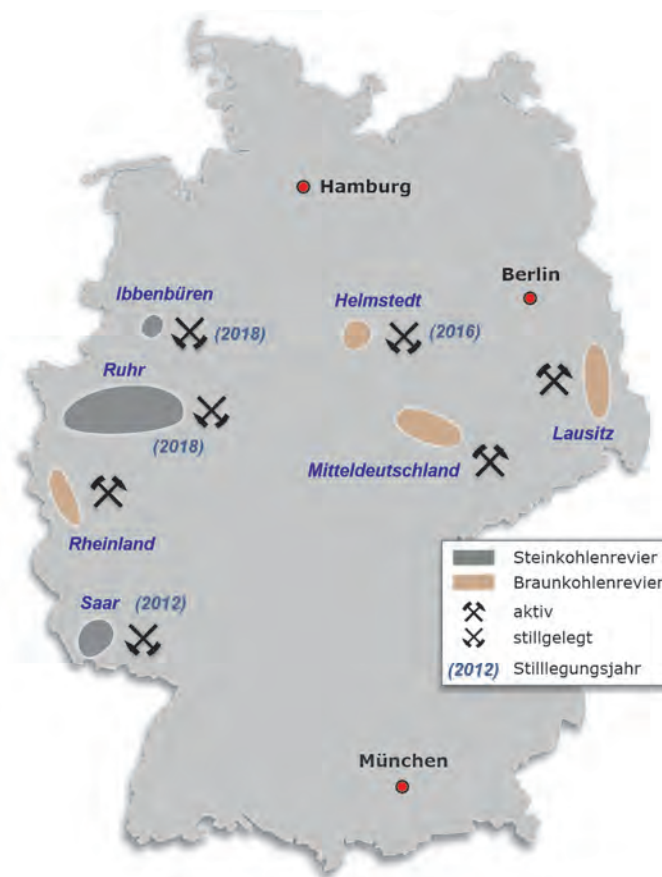 Hamburg
Berlin
Ibbenbüren
(2018)
Helmstedt
(2016)
Ruhr
(2018)
Lausitz
Mitteldeutschland
Rheinland
Saar (2012)
München
Steinkohlenrevier
Braunkohlenrevier
aktiv
stillgelegt
(2012) Stilllegungsjahr